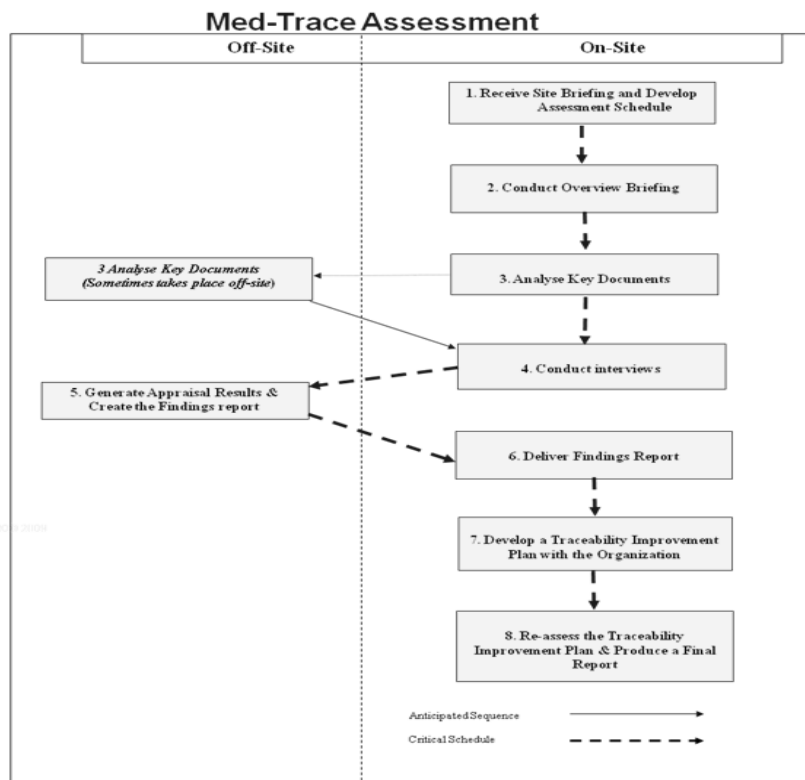 Med-Trace Assessment
Off-Site
On-Site
1. Receive Site Briefing and Develop
Assessment Schedule
2. Conduct Overview Briefing
3 Analyse Key Documents
(Sometimes takes place off-site)
3. Analyse Key Documents
4. Conduct interviews
5. Generate Appraisal Results &
Create the Findings report
6. Deliver Findings Report
7. Develop a Traceability Improvement
Plan with the Organization
8. Re-assess the Traceability
Improvement Plan & Produce a Final
Report
Anticipated Sequence
Critical Schedule